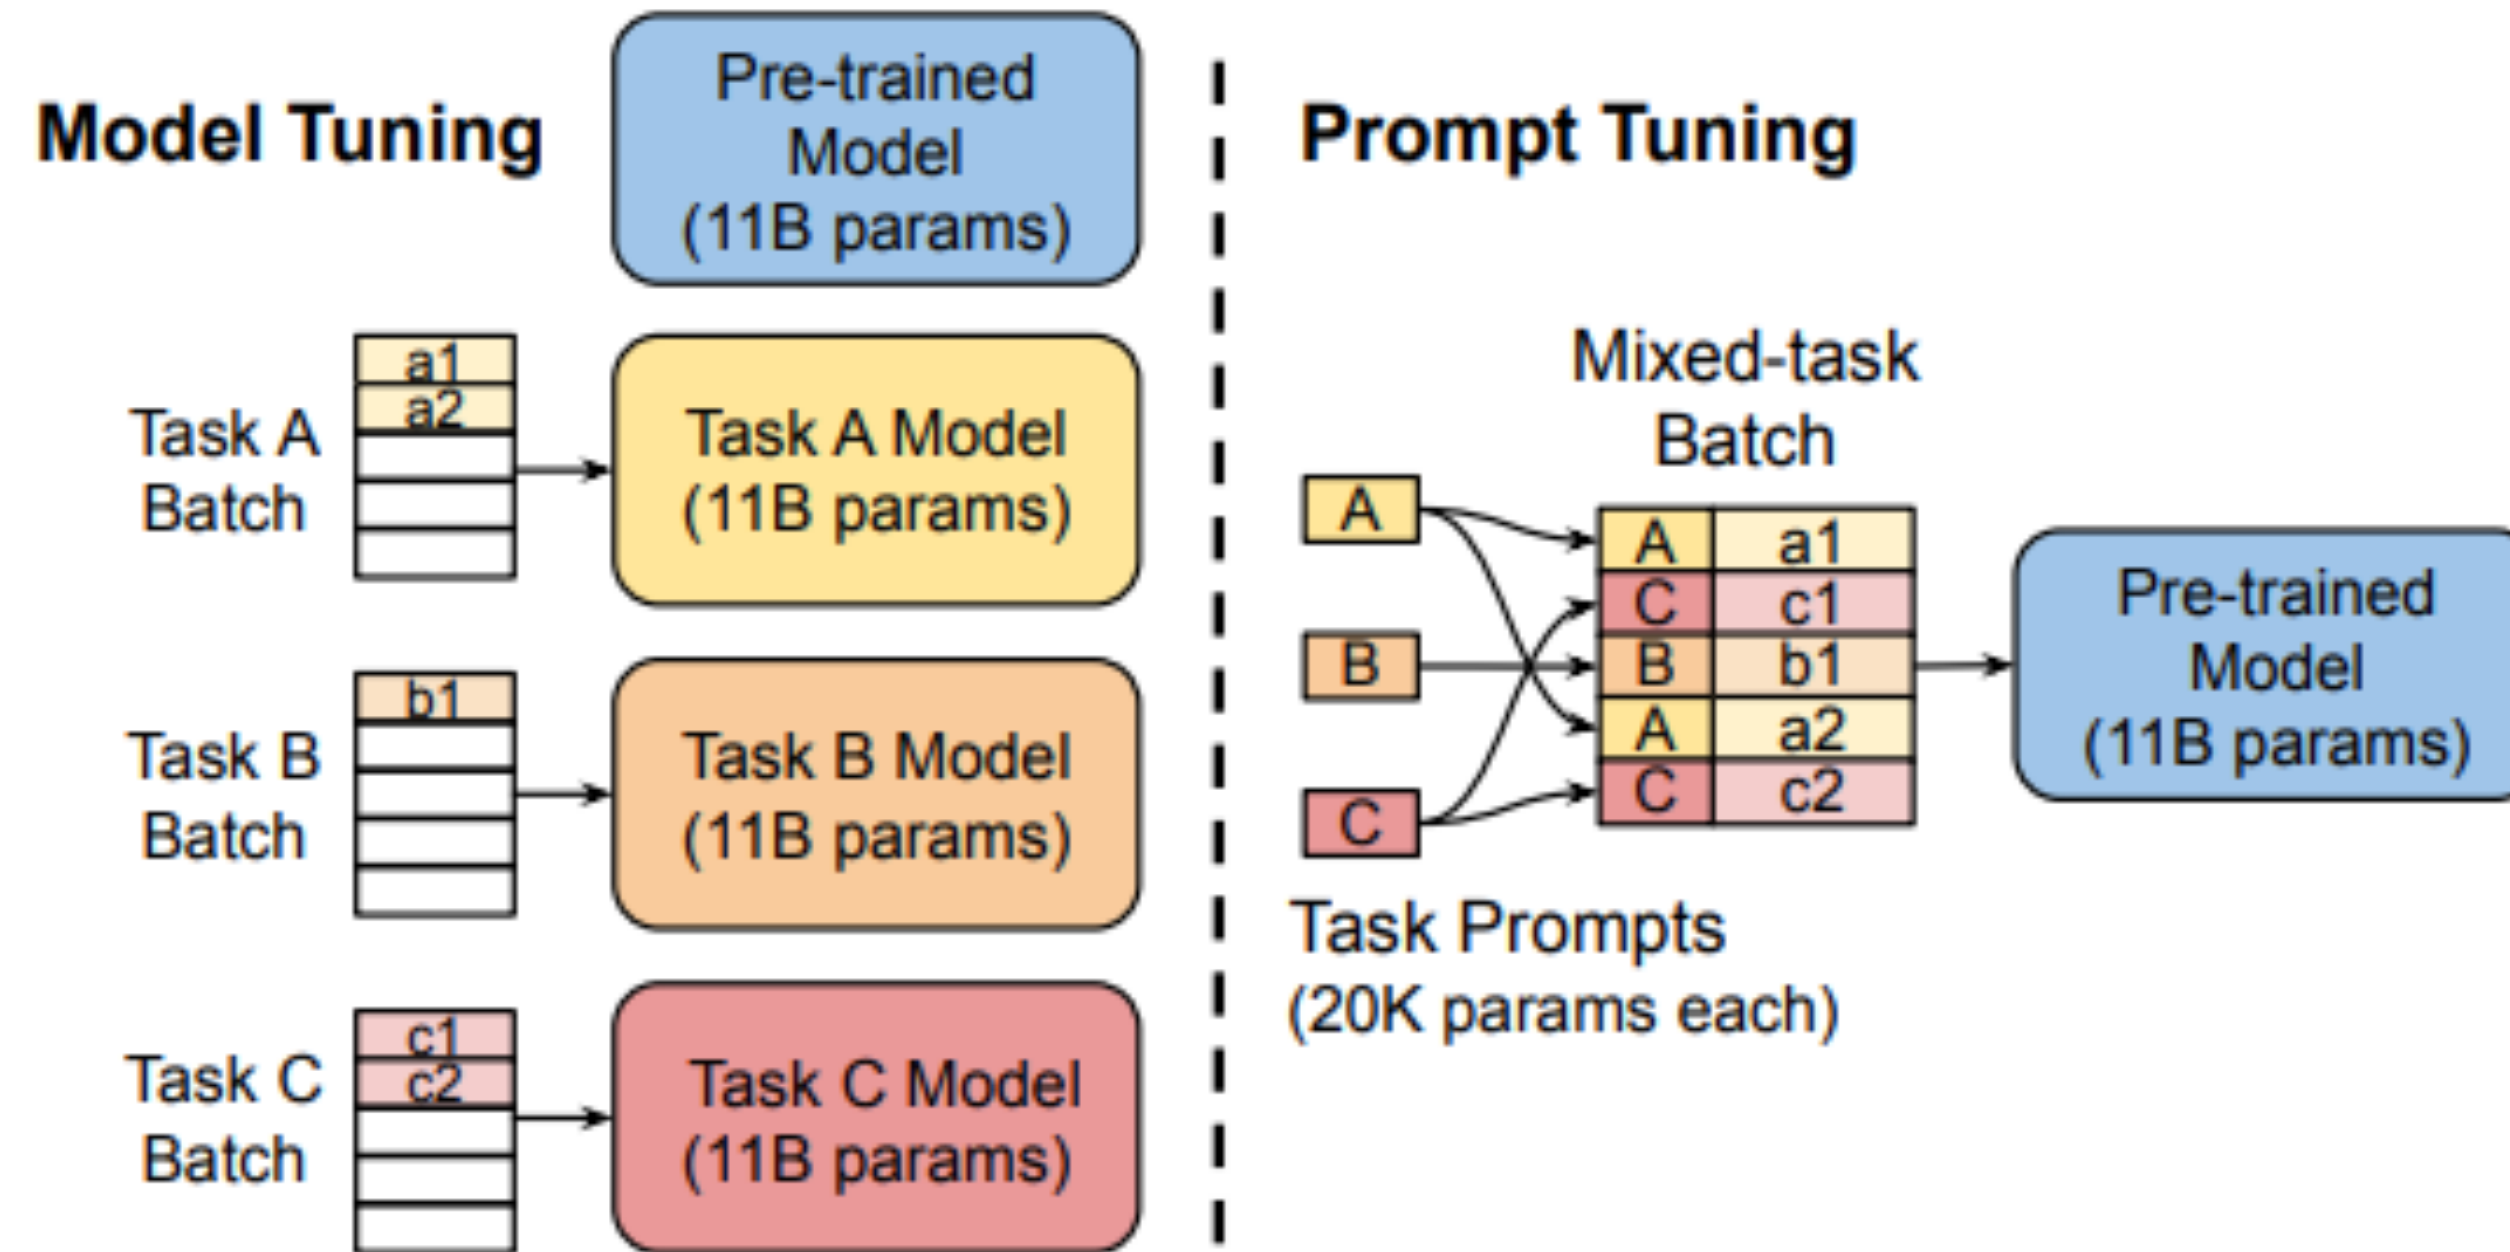 Model Tuning
Pre-trained
Model
(11B params)
a1
a2
Task A
Batch
Task A Model
(11B params)
b1
Task B
Batch
Task B Model
(11B params)
c1
c2
Task C
Batch
Task C Model
(11B params)
Prompt Tuning
Mixed-task
Batch
A
B
C
A a1
C c1
B b1
A a2
C c2
Task Prompts
(20K params each)
Pre-trained
Model
(11B params)